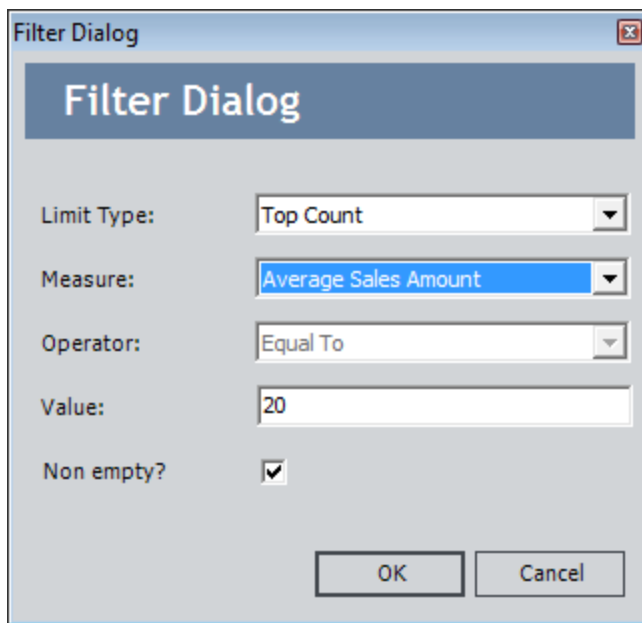 Filter Dialog
Filter Dialog
Limit Type: Top Count
Measure: Average Sales Amount
Operator: Equal To
Value: 20
Non empty?
OK Cancel